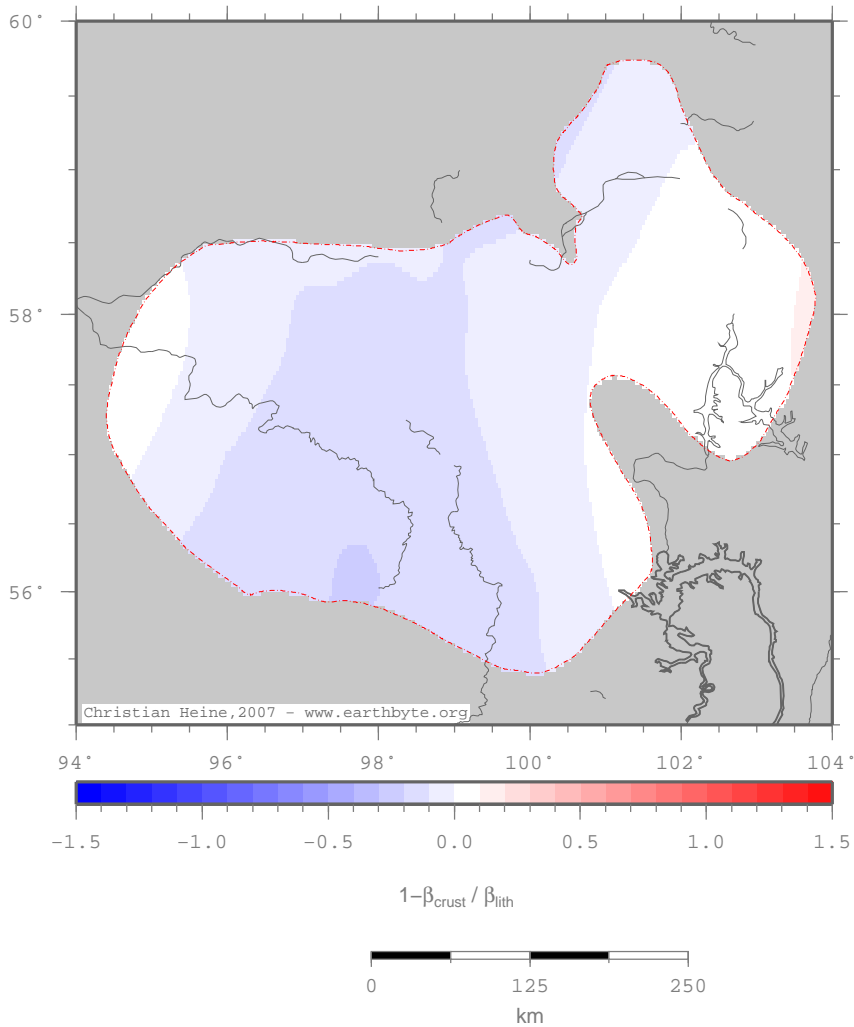 60°
58°
56°
Christian Heine,2007 - www.earthbyte.org
94° 96° 98° 100° 102° 104°
-1.5 -1.0 -0.5 0.0 0.5 1.0 1.5
1-βcrust / βlith
0 125 250
km